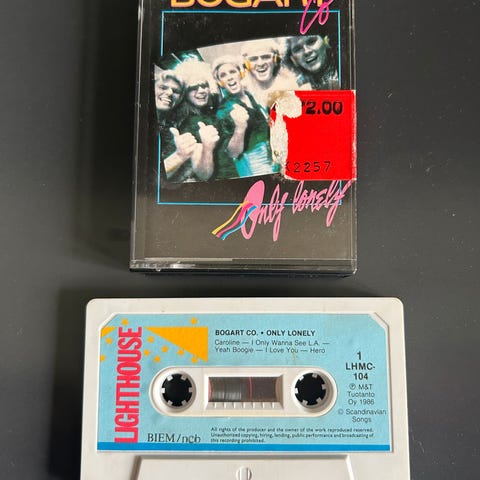 BOGART
Co
72.00
2257
Only lonely
LIGHTHOUSE
BOGART CO. • ONLY LONELY
Caroline — I Only Wanna See L.A. —
Yeah Boogie — I Love You — Hero
1
LHMC-
104
℗ M&T
Tuotanto
Oy 1986
© Scandinavian
Songs
BIEM/ncb
All rights of the producer and the owner of the work reproduced reserved.
Unauthorized copying, hiring, lending, public performance and broadcasting of
this recording prohibited.